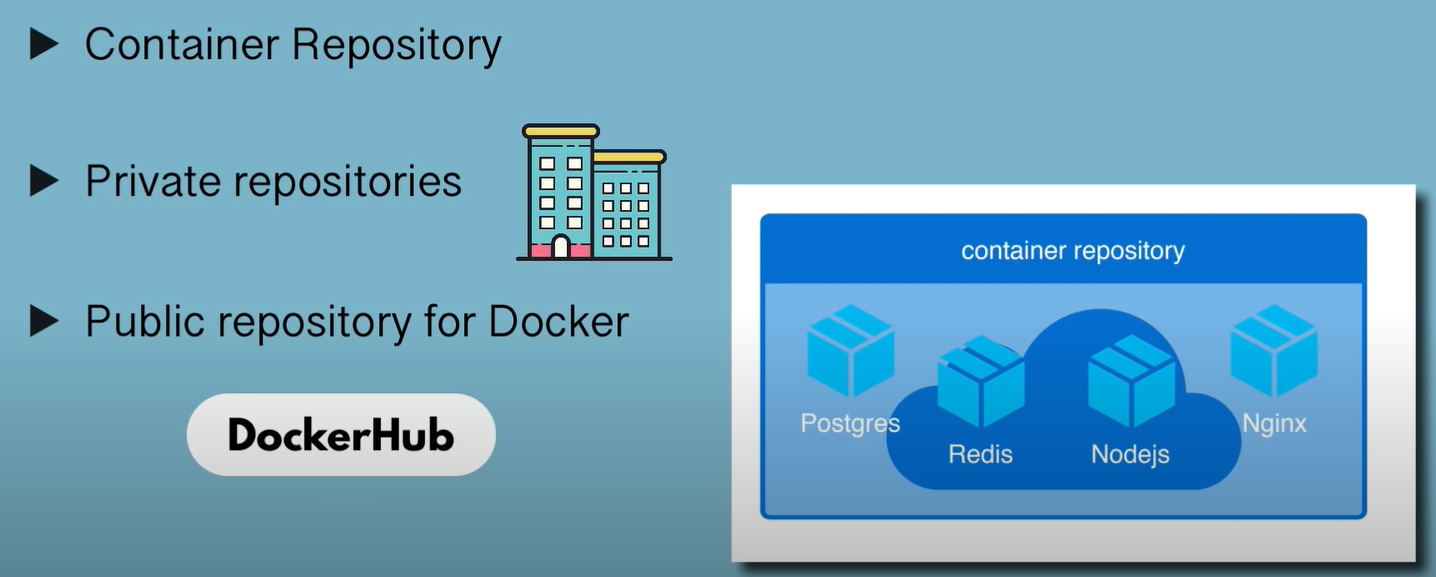 Container Repository
Private repositories
Public repository for Docker
DockerHub
container repository
Postgres
Redis
Nodejs
Nginx